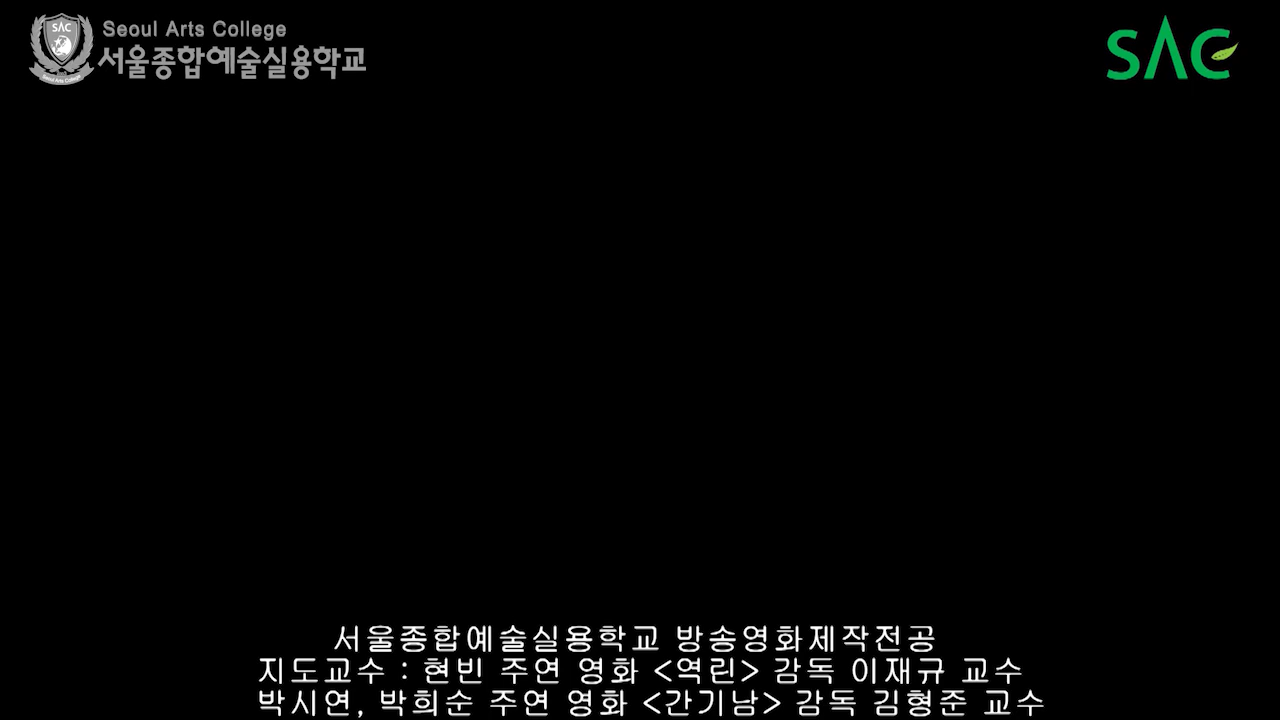 SAC
Seoul Arts College
서울종합예술실용학교
SAC
서울종합예술실용학교 방송영화제작전공
지도교수 : 현빈 주연 영화 <역린> 감독 이재규 교수
박시연, 박희순 주연 영화 <간기남> 감독 김형준 교수